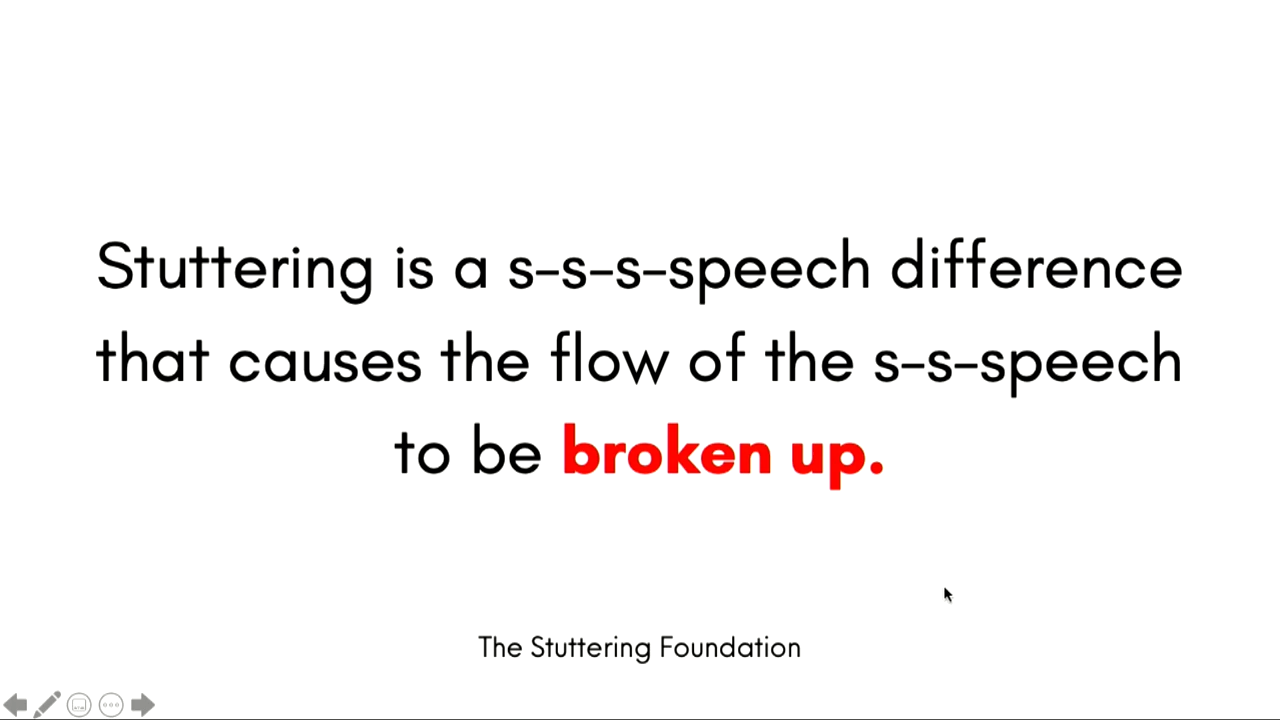 Stuttering is a s-s-s-speech difference
that causes the flow of the s-s-speech
to be broken up.
The Stuttering Foundation